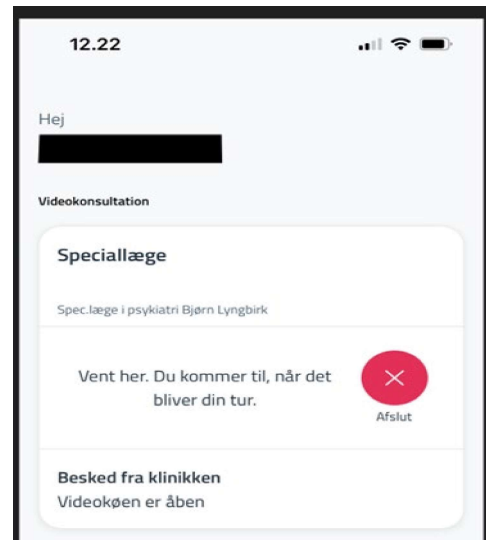 12.22
Hej
Videokonsultation
Speciallæge
Spec.læge i psykiatri Bjørn Lyngbirk
Vent her. Du kommer til, når det
bliver din tur.
Afslut
Besked fra klinikken
Videokøen er åben